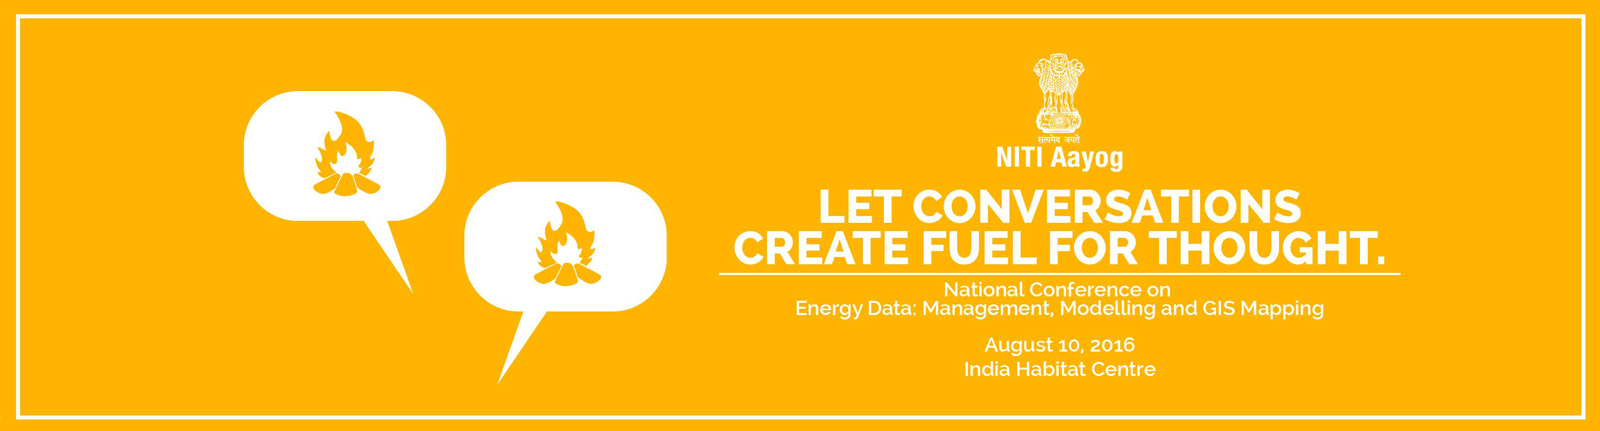 सत्यमेव जयते
NITI Aayog
LET CONVERSATIONS
CREATE FUEL FOR THOUGHT.
National Conference on
Energy Data: Management, Modelling and GIS Mapping
August 10, 2016
India Habitat Centre